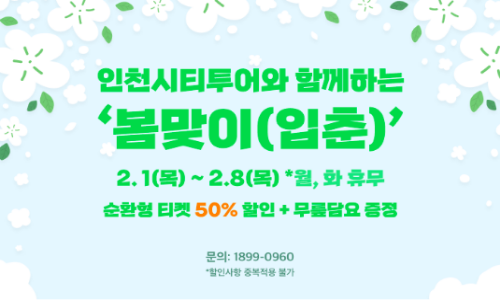 인천시티투어와 함께하는
‘봄맞이(입춘)’
2. 1(목) ~ 2.8(목) *월, 화 휴무
순환형 티켓 50% 할인 + 무릎담요 증정
문의: 1899-0960
*할인사항 중복적용 불가